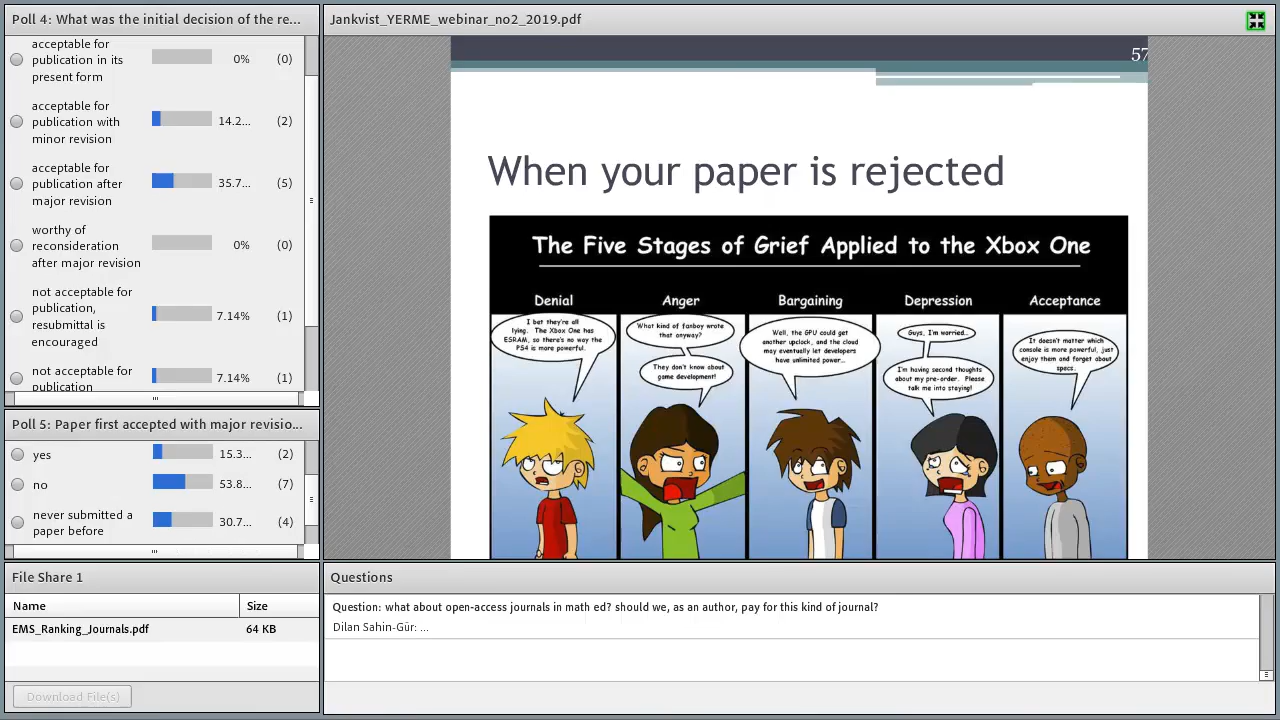 Poll 4: What was the initial decision of the re...
acceptable for
publication in its
present form
0%
(0)
acceptable for
publication with
minor revision
14.2...
(2)
acceptable for
publication after
major revision
35.7...
(5)
worthy of
reconsideration
after major revision
0%
(0)
not acceptable for
publication,
resubmittal is
encouraged
7.14%
(1)
not acceptable for
publication
7.14%
(1)
Poll 5: Paper first accepted with major revisio...
yes
15.3...
(2)
no
53.8...
(7)
never submitted a
paper before
30.7...
(4)
File Share 1
Name
Size
EMS_Ranking_Journals.pdf
64 KB
Download File(s)
Jankvist_YERME_webinar_no2_2019.pdf
57
When your paper is rejected
The Five Stages of Grief Applied to the Xbox One
Denial
I bet they're all
lying. The Xbox One has
ESRAM, so there's no way the
PS4 is more powerful.
Anger
What kind of fanboy wrote
that anyway?
They don't know about
game development!
Bargaining
Well, the GPU could get
another upclock, and the cloud
may eventually let developers
have unlimited power...
Depression
Guys, I'm worried...
I'm having second thoughts
about my pre-order. Please
talk me into staying!
Acceptance
It doesn't matter which
console is more powerful, just
enjoy them and forget about
specs.
Questions
Question: what about open-access journals in math ed? should we, as an author, pay for this kind of journal?
Dilan Sahin-Gür: ...